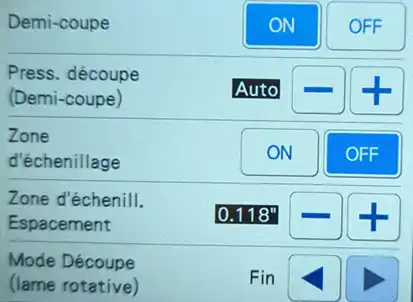 Demi-coupe ON OFF
Press. découpe
(Demi-coupe) Auto − +
Zone
d'échenillage ON OFF
Zone d'échenill.
Espacement 0.118" − +
Mode Découpe
(lame rotative) Fin